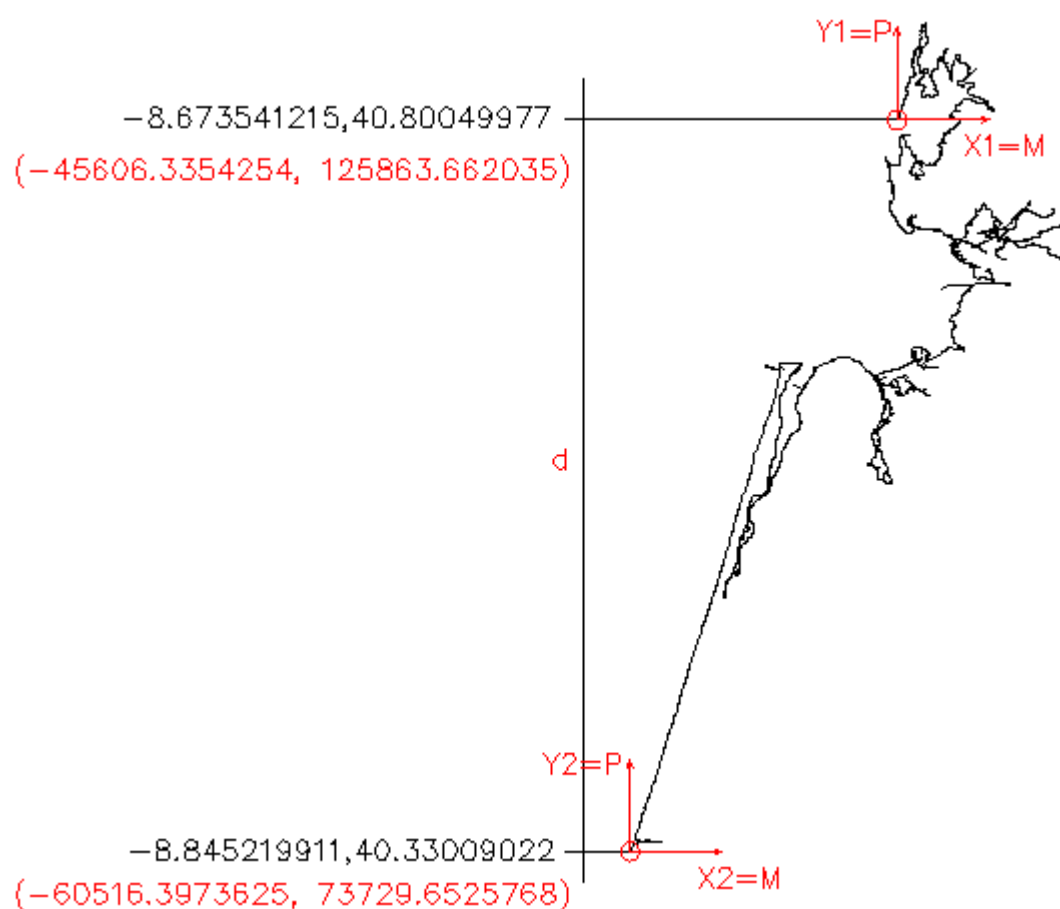 Y1=P
-8.673541215,40.80049977
X1=M
(-45606.3354254, 125863.662035)
d
Y2=P
-8.845219911,40.33009022
X2=M
(-60516.3973625, 73729.6525768)